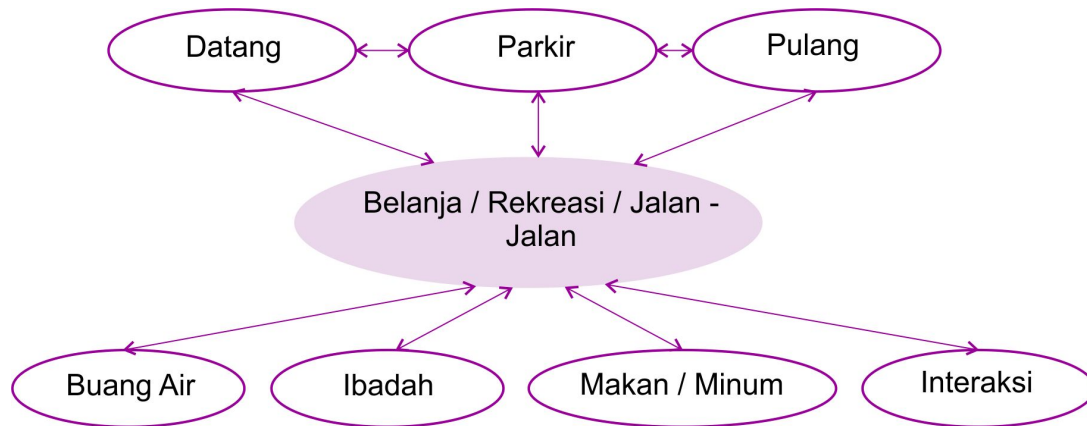 Datang
Parkir
Pulang
Belanja / Rekreasi / Jalan -
Jalan
Buang Air
Ibadah
Makan / Minum
Interaksi